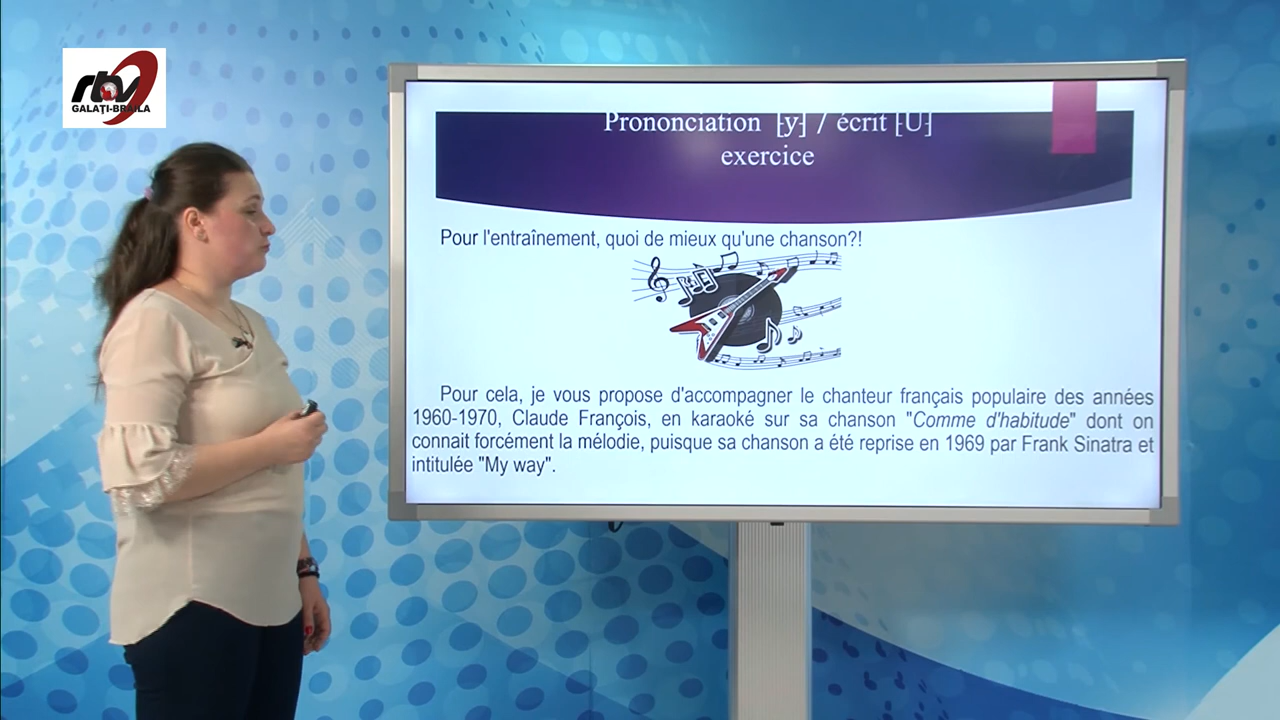 rtv
GALAȚI-BRĂILA
Prononciation [y] / écrit [U]
exercice
Pour l'entraînement, quoi de mieux qu'une chanson?!
Pour cela, je vous propose d'accompagner le chanteur français populaire des années
1960-1970, Claude François, en karaoké sur sa chanson "Comme d'habitude" dont on
connait forcément la mélodie, puisque sa chanson a été reprise en 1969 par Frank Sinatra et
intitulée "My way".